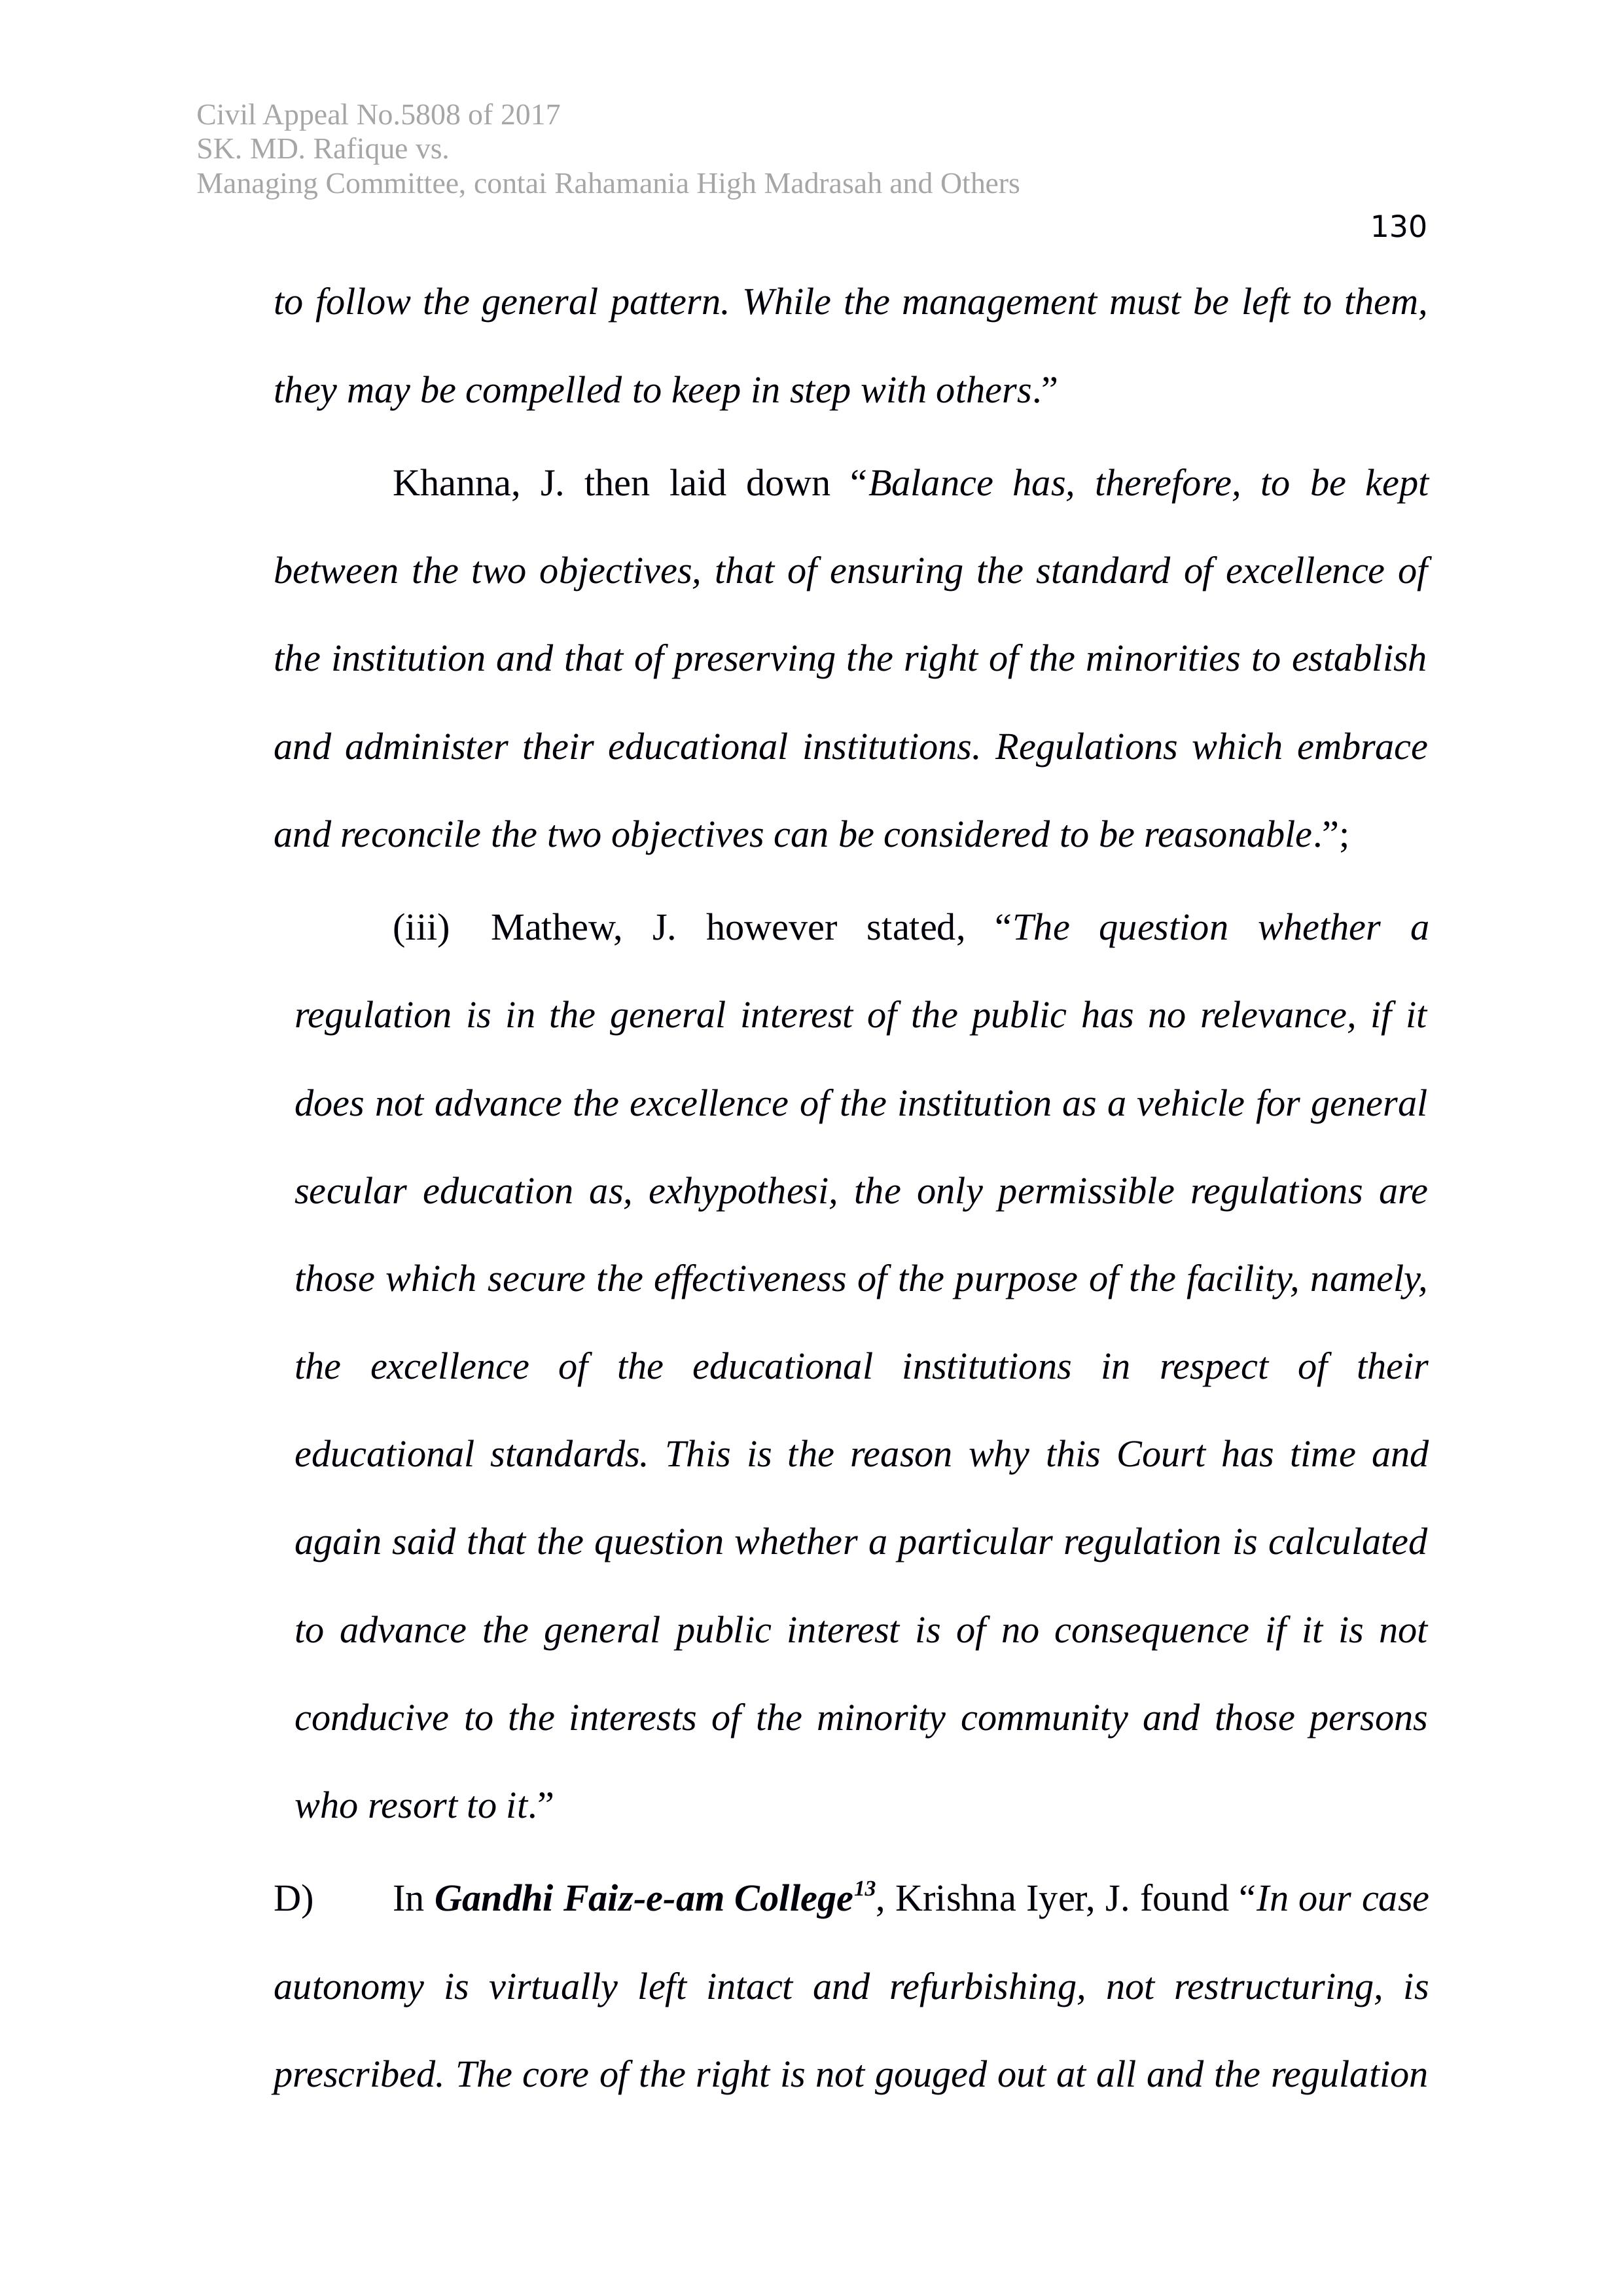 Civil Appeal No.5808 of 2017
SK. MD. Rafique vs.
Managing Committee, contai Rahamania High Madrasah and Others
130
to follow the general pattern. While the management must be left to them,
they may be compelled to keep in step with others.”
Khanna, J. then laid down “Balance has, therefore, to be kept
between the two objectives, that of ensuring the standard of excellence of
the institution and that of preserving the right of the minorities to establish
and administer their educational institutions. Regulations which embrace
and reconcile the two objectives can be considered to be reasonable.”;
(iii) Mathew, J. however stated, “The question whether a
regulation is in the general interest of the public has no relevance, if it
does not advance the excellence of the institution as a vehicle for general
secular education as, exhypothesi, the only permissible regulations are
those which secure the effectiveness of the purpose of the facility, namely,
the excellence of the educational institutions in respect of their
educational standards. This is the reason why this Court has time and
again said that the question whether a particular regulation is calculated
to advance the general public interest is of no consequence if it is not
conducive to the interests of the minority community and those persons
who resort to it.”
D) In Gandhi Faiz-e-am College13, Krishna Iyer, J. found “In our case
autonomy is virtually left intact and refurbishing, not restructuring, is
prescribed. The core of the right is not gouged out at all and the regulation